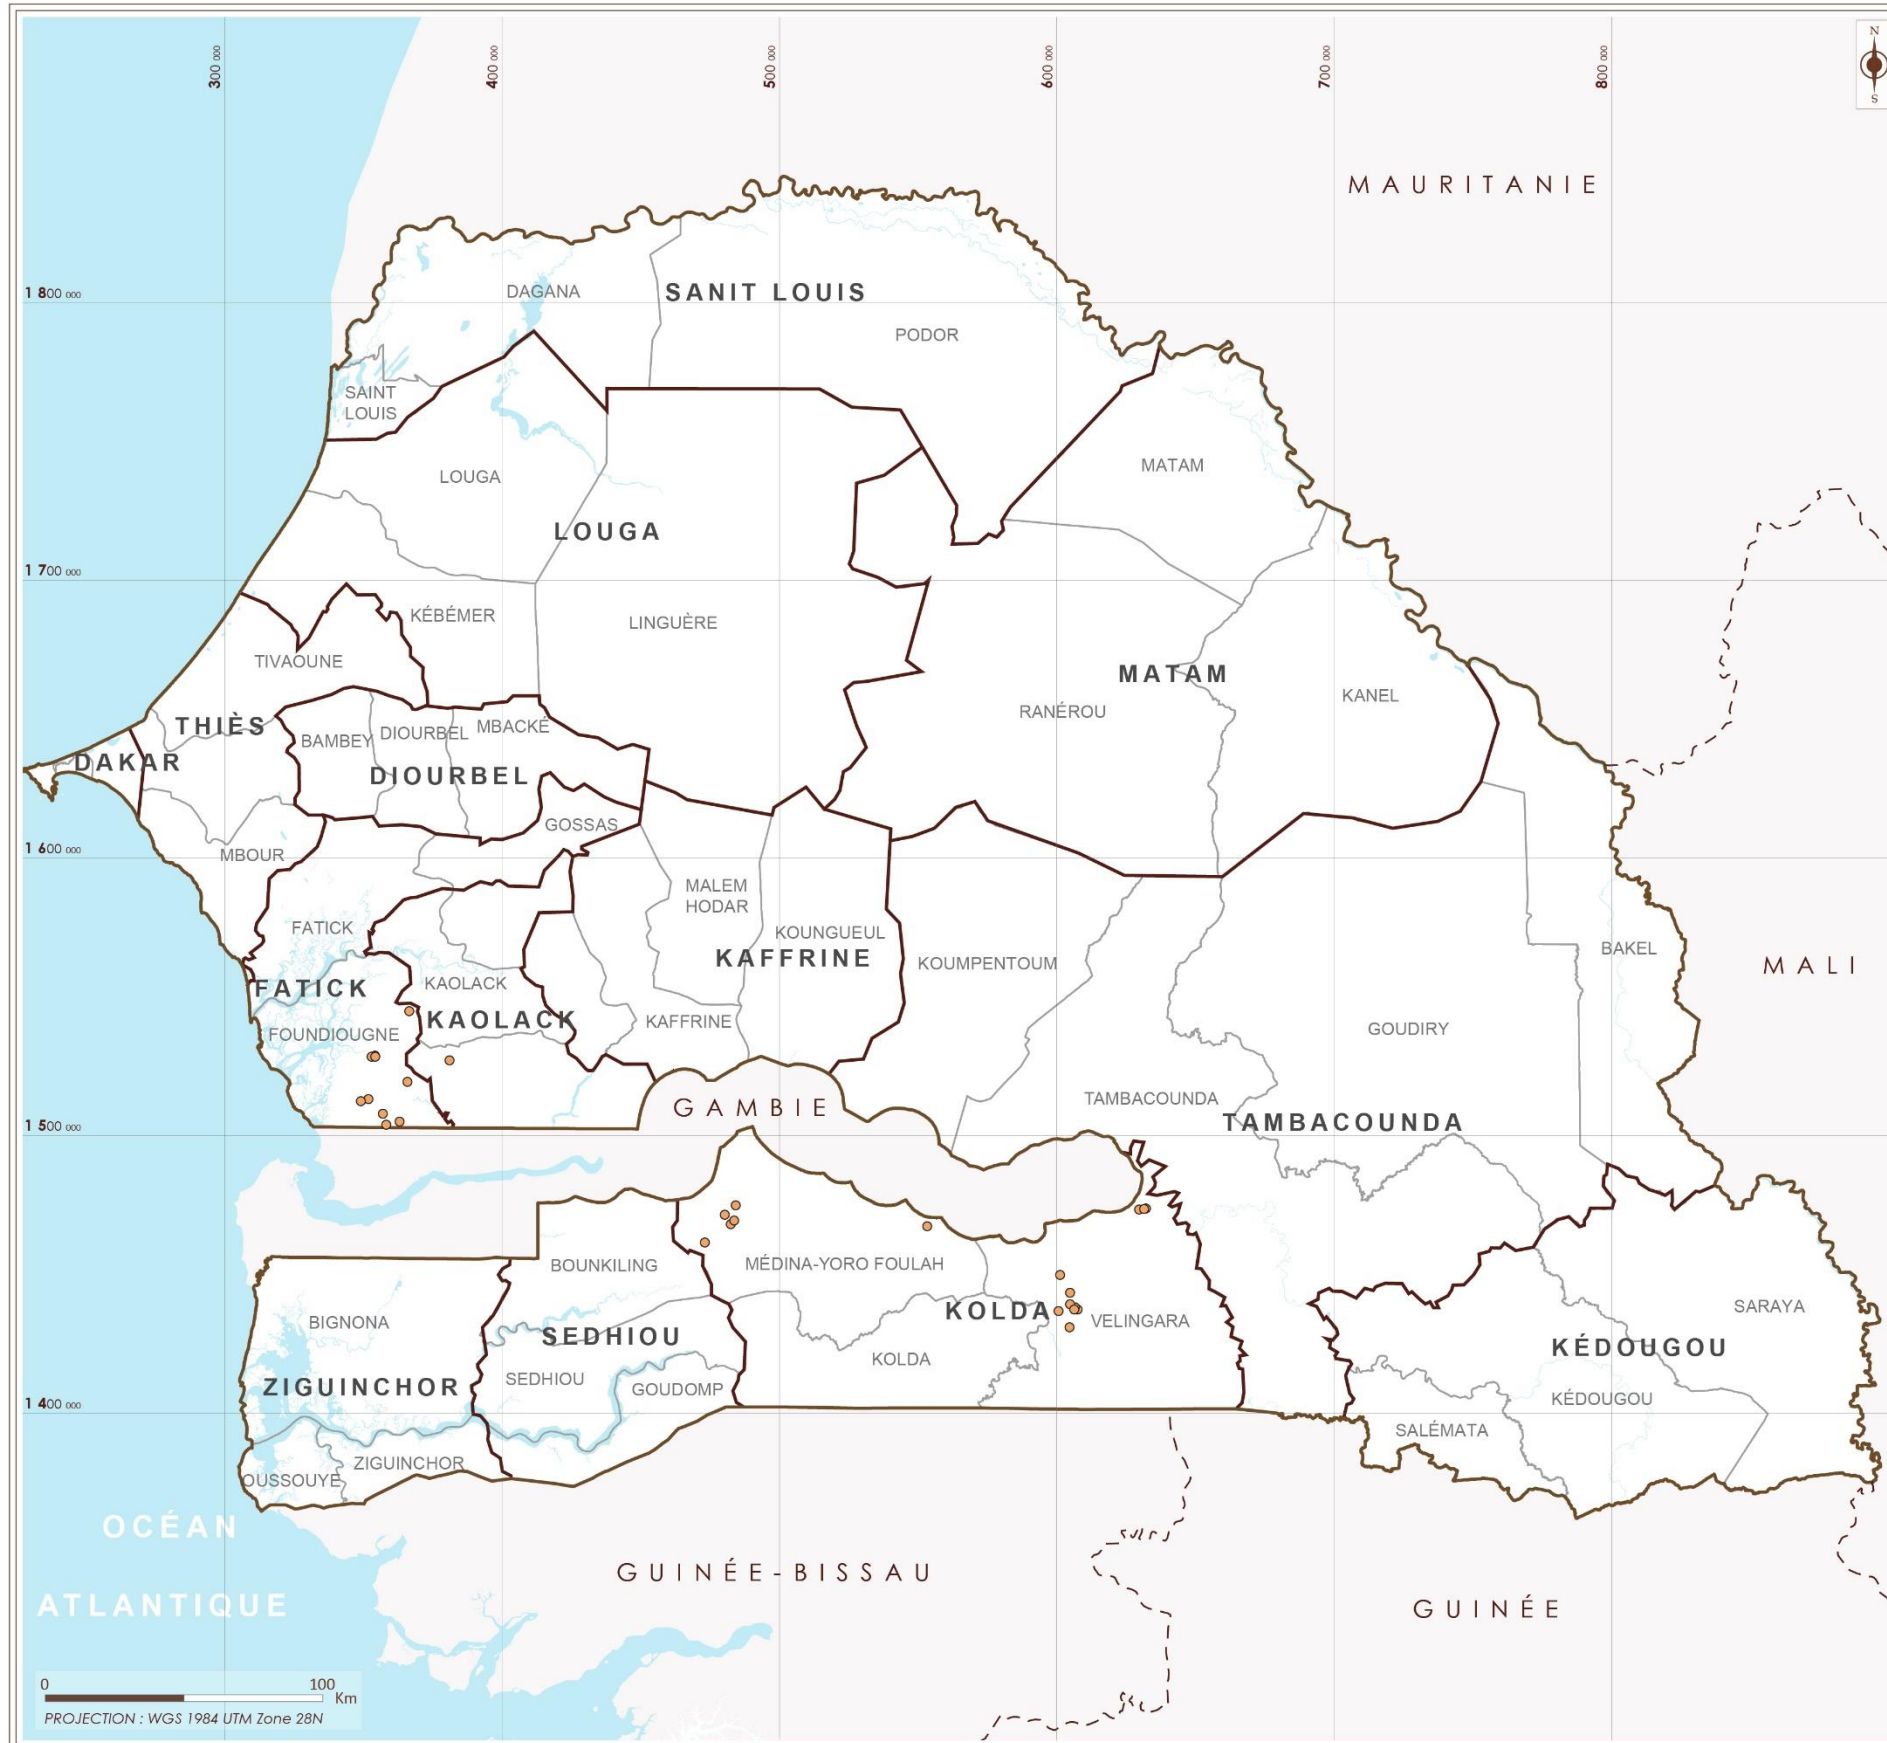 300 000
400 000
500 000
600 000
700 000
800 000
N
S
MAURITANIE
1 800 000
DAGANA
SANIT LOUIS
PODOR
SAINT
LOUIS
MATAM
LOUGA
LOUGA
1 700 000
KÉBÉMER
LINGUÈRE
TIVAOUNE
MATAM
KANEL
RANÉROU
THIÈS
BAMBEY
DIOURBEL
MBACKÉ
DAKAR
DIOURBEL
GOSSAS
1 600 000
MBOUR
MALEM
HODAR
FATICK
KOUNGUEUL
KAFFRINE
KOUMPENTOUM
BAKEL
MALI
FATICK
KAOLACK
KAOLACK
KAFFRINE
FOUNDIOUGNE
GOUDIRY
TAMBACOUNDA
GAMBIE
TAMBACOUNDA
1 500 000
BOUNKILING
MÉDINA-YORO FOULAH
KOLDA
VELINGARA
SARAYA
BIGNONA
SEDHIOU
KÉDOUGOU
KOLDA
SEDHIOU
GOUDOMP
ZIGUINCHOR
KÉDOUGOU
1 400 000
SALÉMATA
ZIGUINCHOR
OUSSOUYE
OCÉAN
ATLANTIQUE
GUINÉE-BISSAU
GUINÉE
0 100
Km
PROJECTION : WGS 1984 UTM Zone 28N